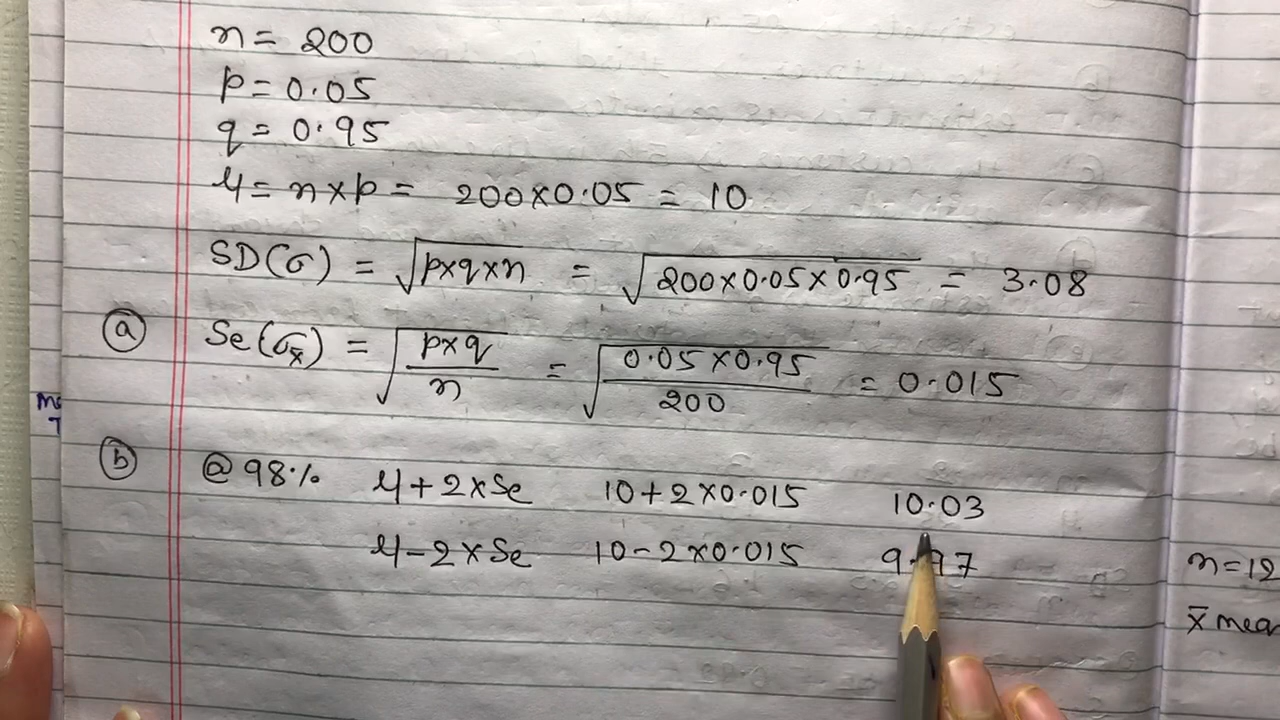 n = 200
p = 0.05
q = 0.95
μ = n × p = 200 × 0.05 = 10
SD(σ) = √p×q×n = √200×0.05×0.95 = 3.08
ⓐ Se(σx̄) = √p×q/n = √0.05×0.95/200 = 0.015
ⓑ @ 98% μ + 2×Se 10 + 2×0.015 10.03
μ - 2×Se 10 - 2×0.015 9.97
n = 12
x̄ mea